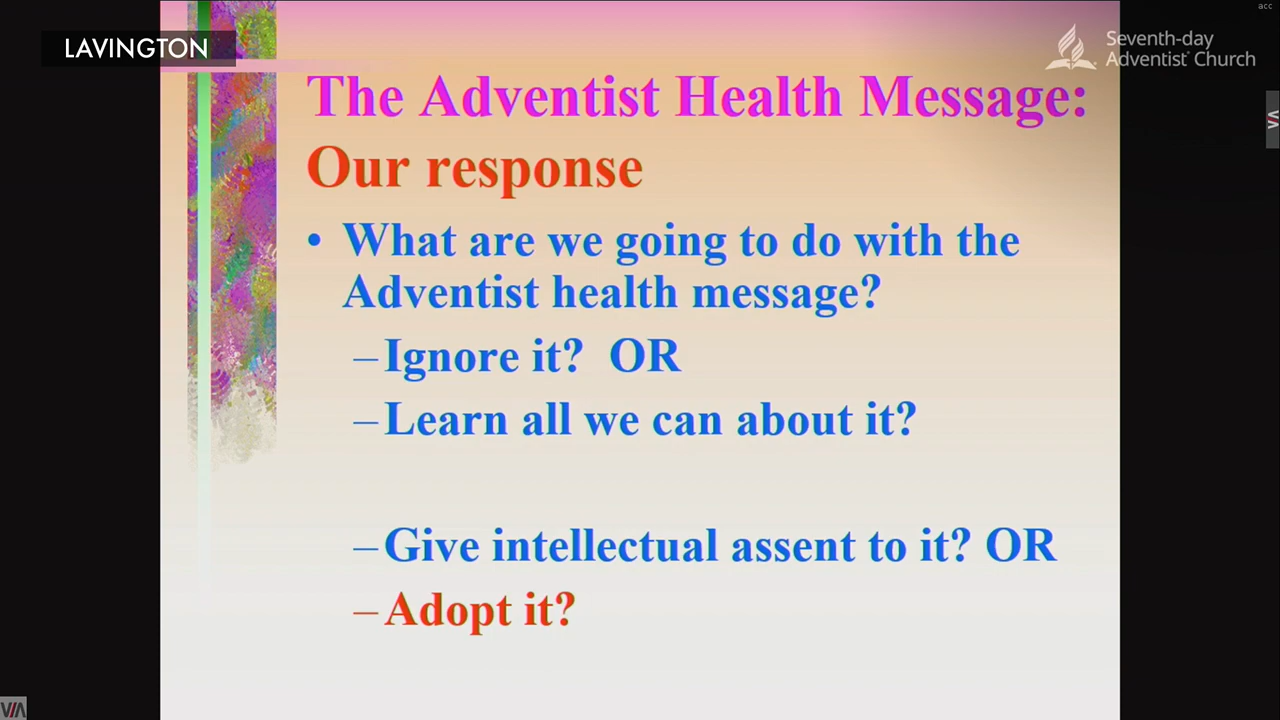 acc
LAVINGTON
Seventh-day
Adventist Church
The Adventist Health Message:
Our response
• What are we going to do with the
Adventist health message?
– Ignore it? OR
– Learn all we can about it?
– Give intellectual assent to it? OR
– Adopt it?
VIA